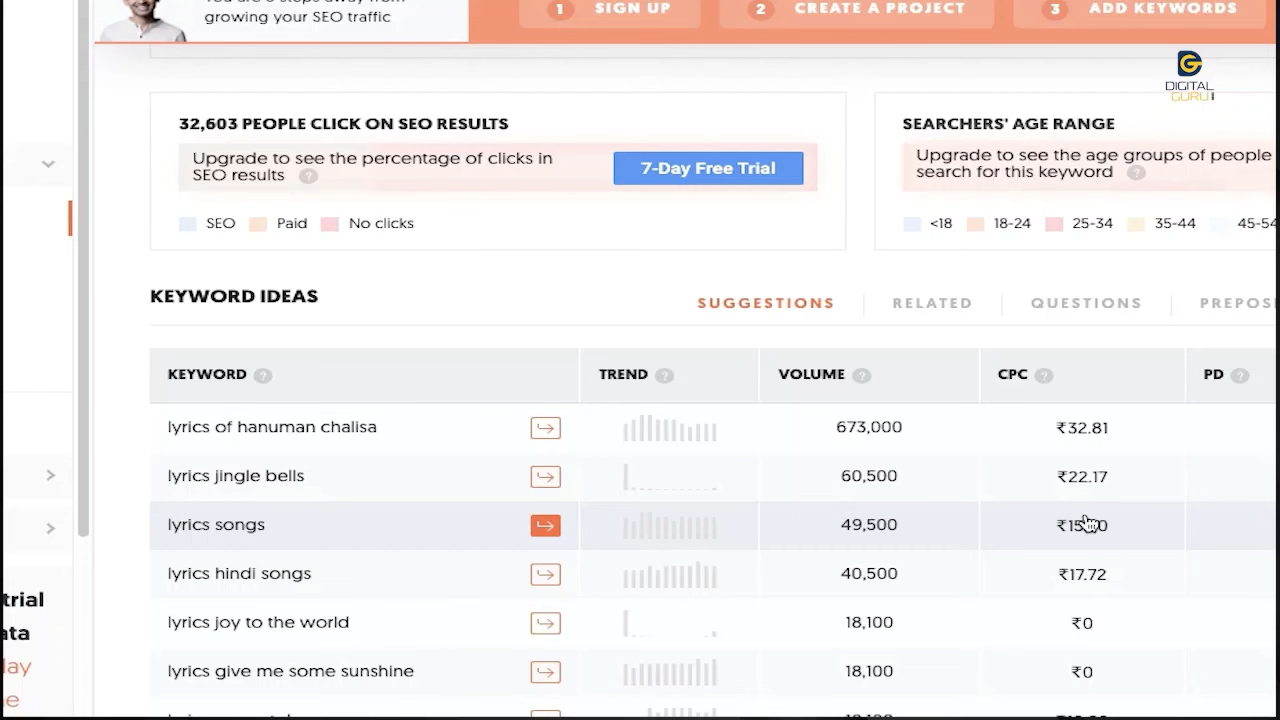 growing your SEO traffic
1 SIGN UP
2 CREATE A PROJECT
3 ADD KEYWORDS
DIGITAL
GURU
32,603 PEOPLE CLICK ON SEO RESULTS
Upgrade to see the percentage of clicks in
SEO results ?
7-Day Free Trial
SEO Paid No clicks
SEARCHERS' AGE RANGE
Upgrade to see the age groups of people
search for this keyword ?
<18 18-24 25-34 35-44 45-54
KEYWORD IDEAS
SUGGESTIONS RELATED QUESTIONS
KEYWORD ? TREND ? VOLUME ? CPC ? PD ?
lyrics of hanuman chalisa 673,000 ₹32.81
lyrics jingle bells 60,500 ₹22.17
lyrics songs 49,500
lyrics hindi songs 40,500 ₹17.72
lyrics joy to the world 18,100 ₹0
lyrics give me some sunshine 18,100 ₹0
trial